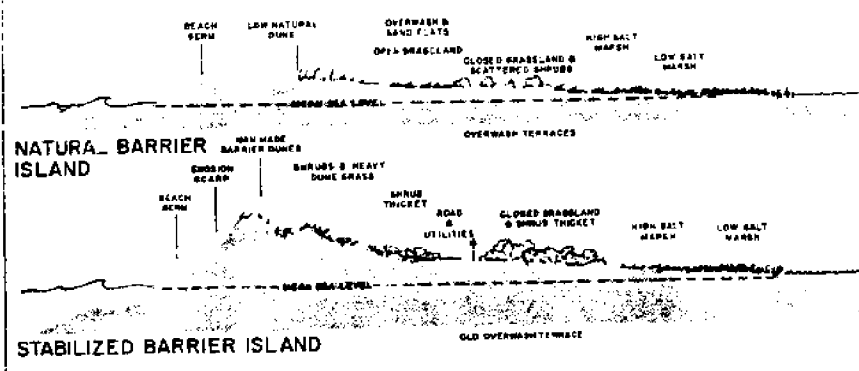 BEACH
BERM
LOW NATURAL
DUNE
OVERWASH &
SAND FLATS
OPEN GRASSLAND
CLOSED GRASSLAND &
SCATTERED SHRUBS
HIGH SALT
MARSH
LOW SALT
MARSH
MEAN SEA LEVEL
OVERWASH TERRACES
NATURAL BARRIER
ISLAND
BEACH
BERM
EROSION
SCARP
MAN MADE
BARRIER DUNES
SHRUBS & HEAVY
DUNE GRASS
SHRUB
THICKET
ROAD
&
UTILITIES
CLOSED GRASSLAND
& SHRUB THICKET
HIGH SALT
MARSH
LOW SALT
MARSH
MEAN SEA LEVEL
OLD OVERWASH TERRACE
STABILIZED BARRIER ISLAND